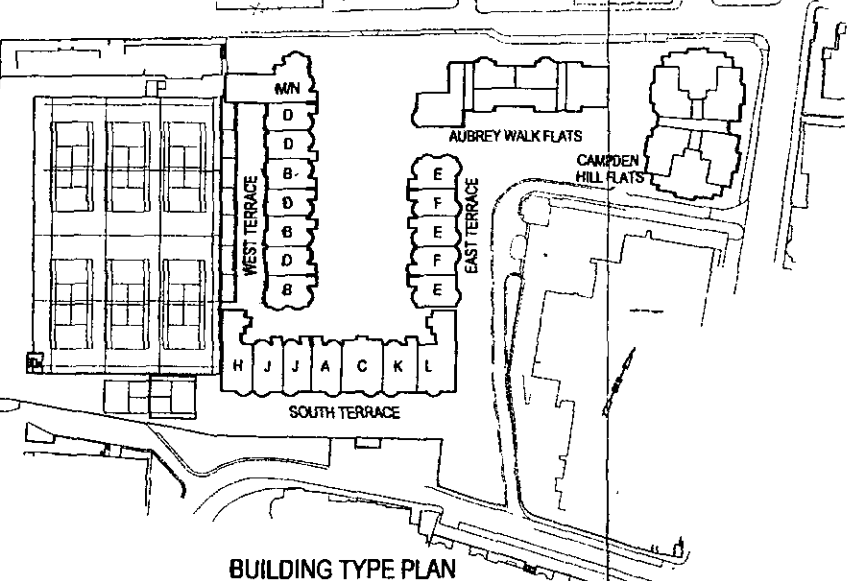 M/N
D
D
B
D
B
D
B
WEST TERRACE
AUBREY WALK FLATS
CAMPDEN
HILL FLATS
E
F
E
F
E
EAST TERRACE
H J J A C K L
SOUTH TERRACE
BUILDING TYPE PLAN